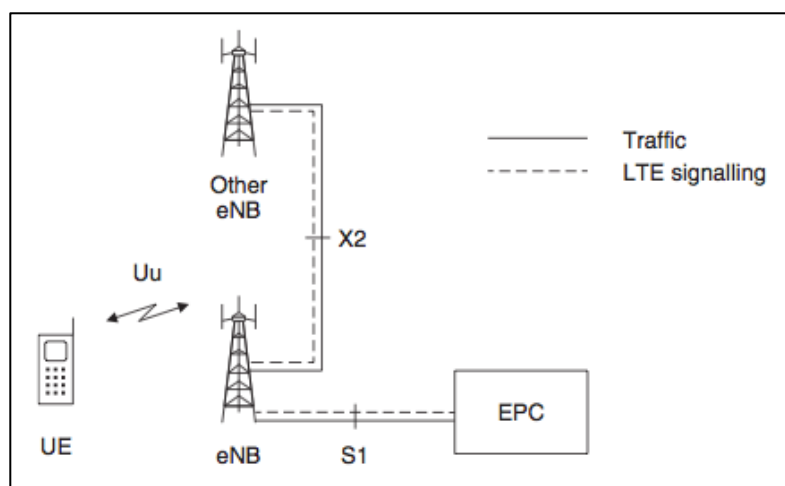 Other
eNB
Traffic
LTE signalling
X2
Uu
UE
eNB
S1
EPC